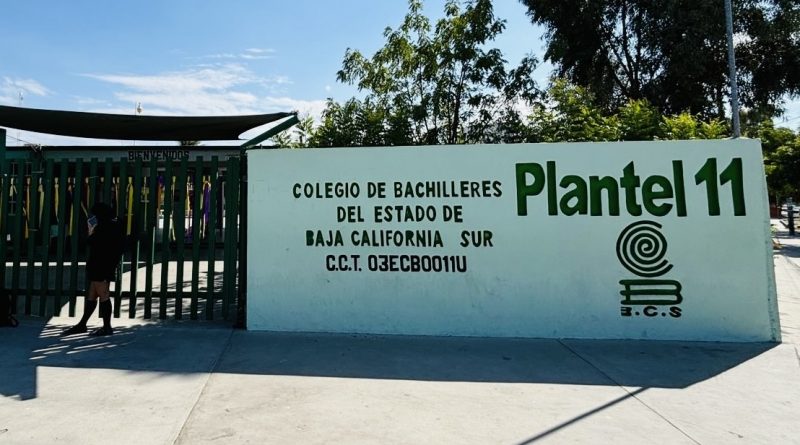 BIENVENIDOS
COLEGIO DE BACHILLERES
DEL ESTADO DE
BAJA CALIFORNIA SUR
C.C.T. 03ECB0011U
Plantel 11
B.C.S